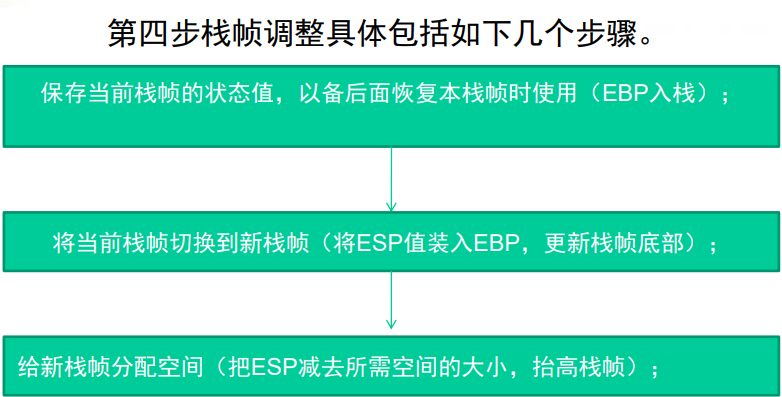 第四步栈帧调整具体包括如下几个步骤。
保存当前栈帧的状态值，以备后面恢复本栈帧时使用（EBP入栈）；
将当前栈帧切换到新栈帧（将ESP值装入EBP，更新栈帧底部）；
给新栈帧分配空间（把ESP减去所需空间的大小，抬高栈帧）；